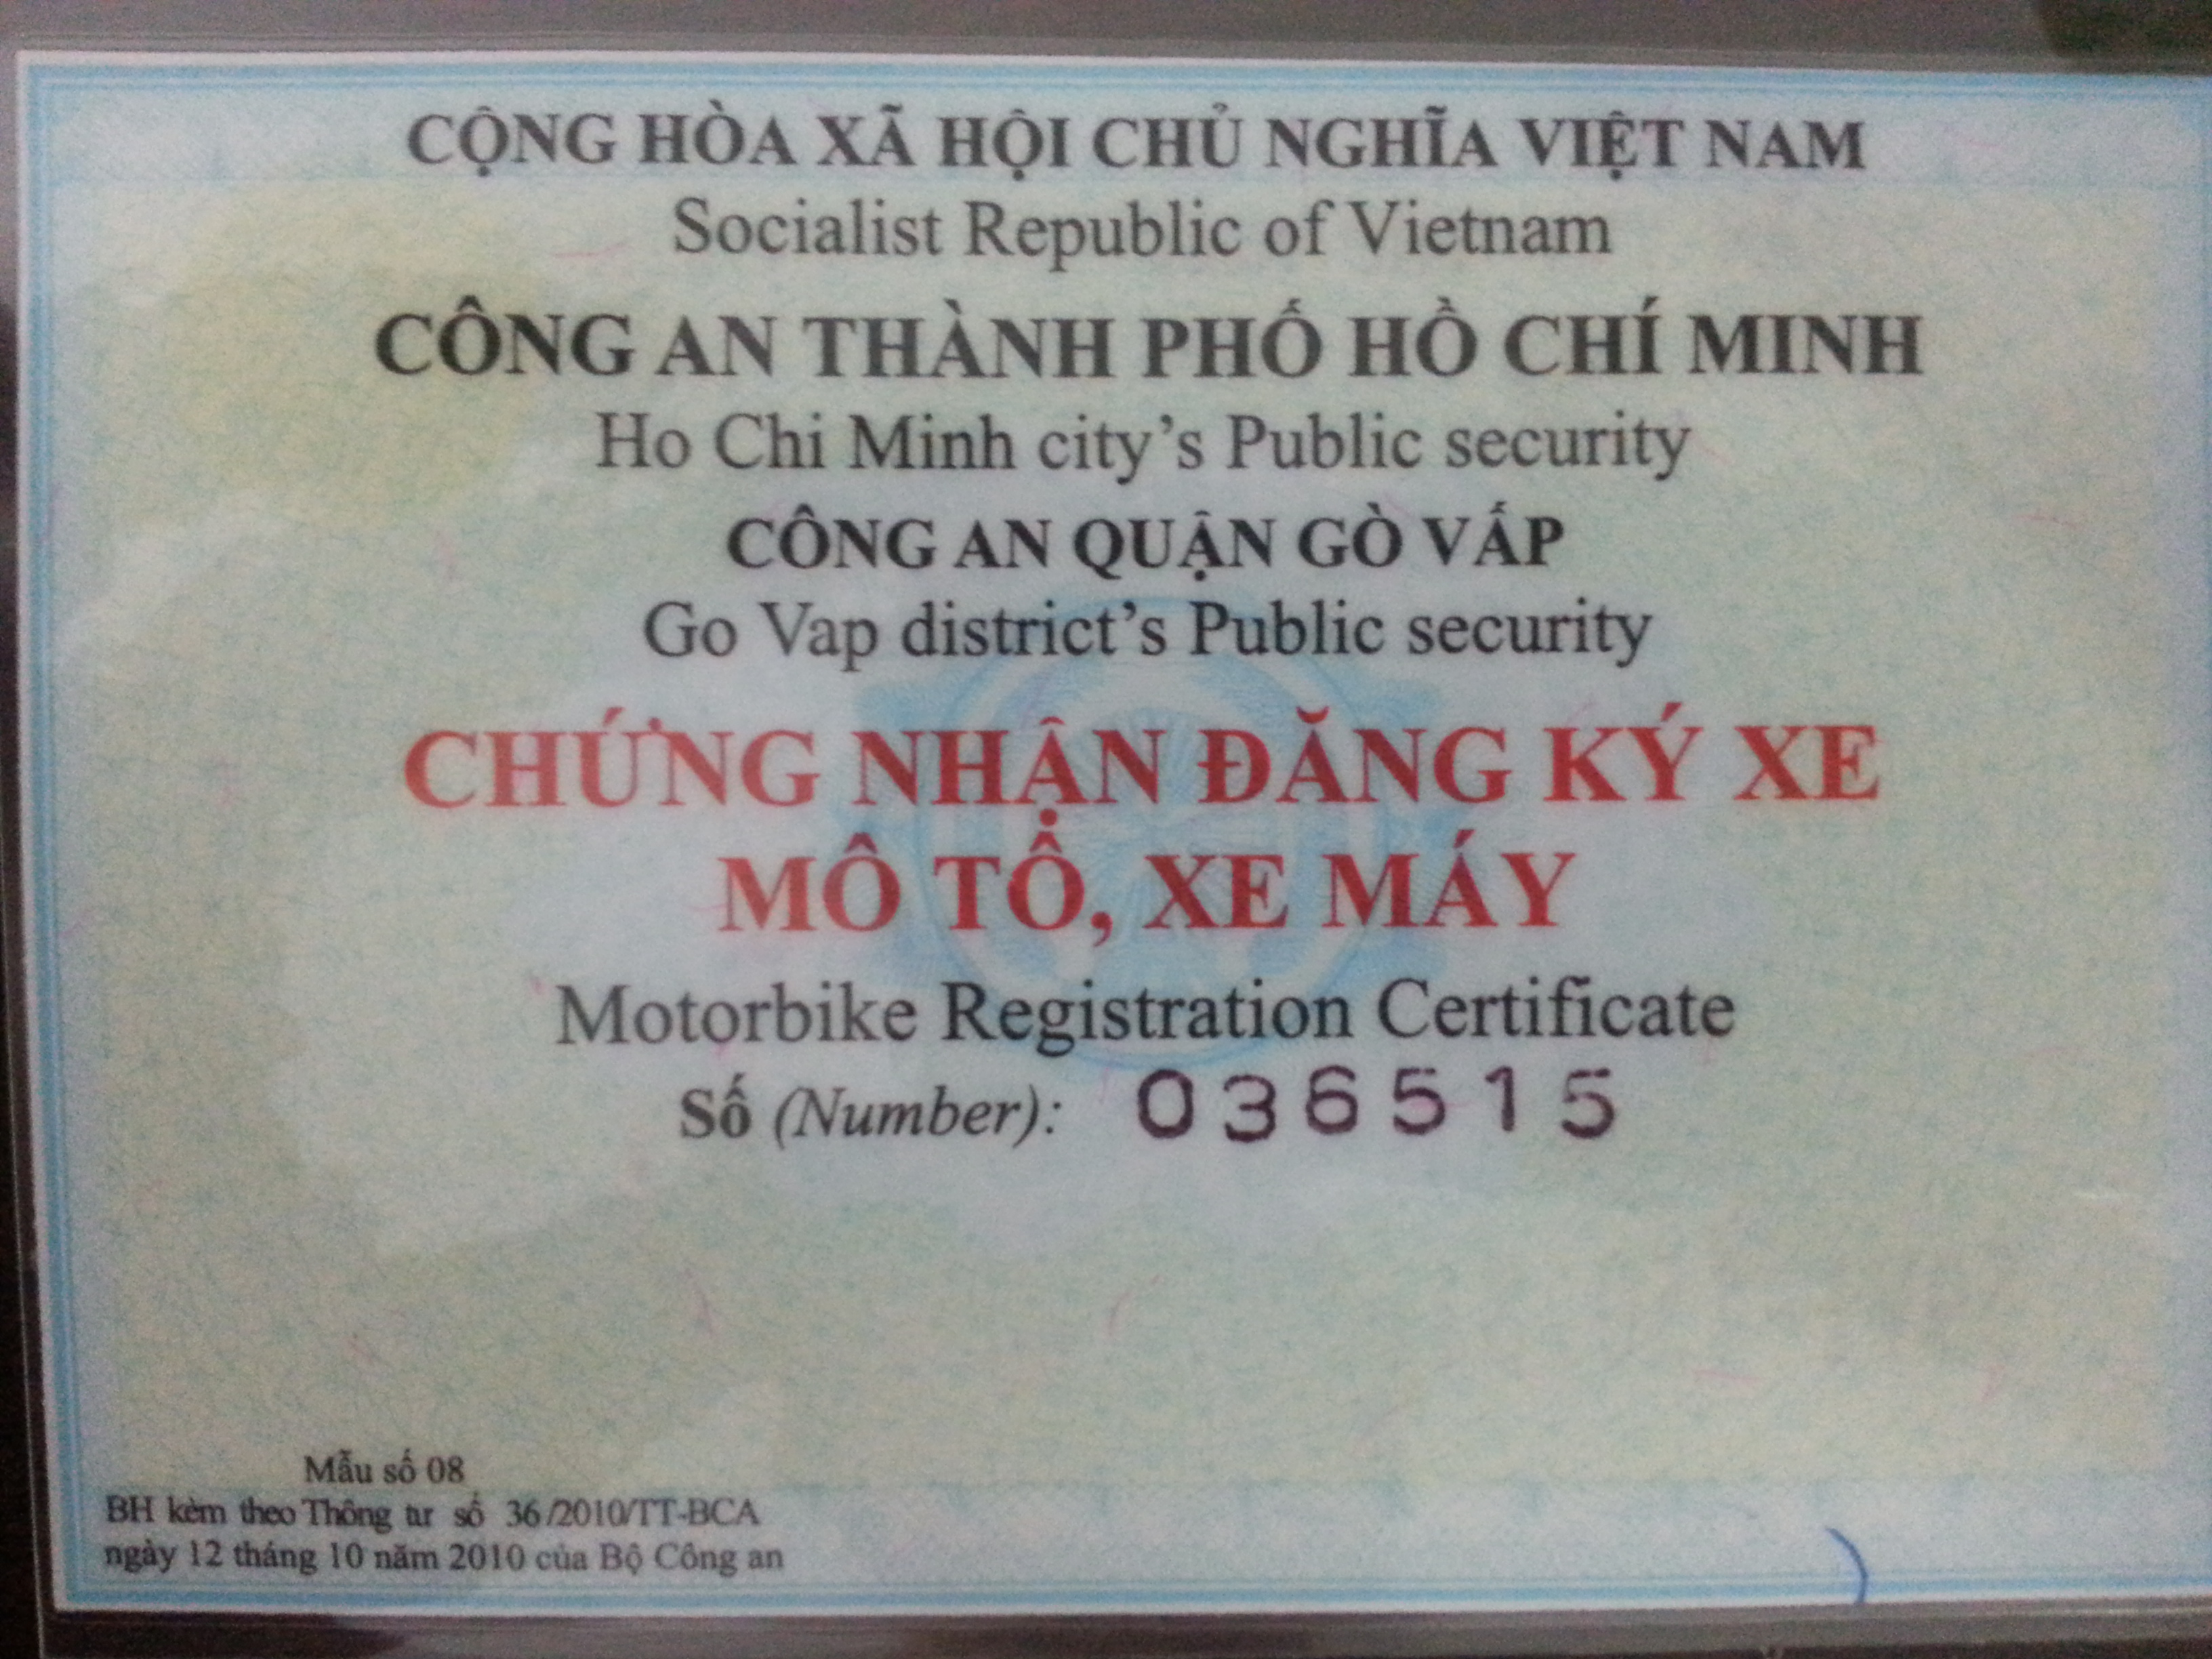 CỘNG HÒA XÃ HỘI CHỦ NGHĨA VIỆT NAM
Socialist Republic of Vietnam
CÔNG AN THÀNH PHỐ HỒ CHÍ MINH
Ho Chi Minh city’s Public security
CÔNG AN QUẬN GÒ VẤP
Go Vap district’s Public security
CHỨNG NHẬN ĐĂNG KÝ XE
MÔ TÔ, XE MÁY
Motorbike Registration Certificate
Số (Number): 036515
Mẫu số 08
BH kèm theo Thông tư số 36/2010/TT-BCA
ngày 12 tháng 10 năm 2010 của Bộ Công an